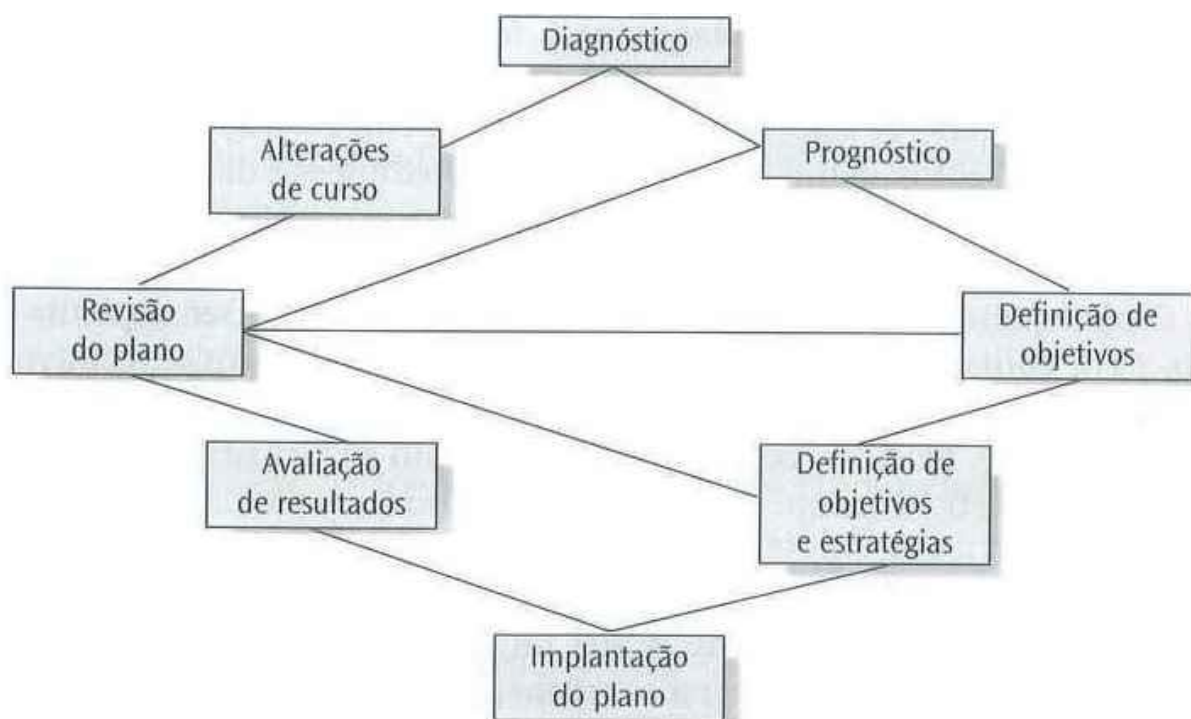 Diagnóstico
Alterações
de curso
Prognóstico
Revisão
do plano
Definição de
objetivos
Avaliação
de resultados
Definição de
objetivos
e estratégias
Implantação
do plano